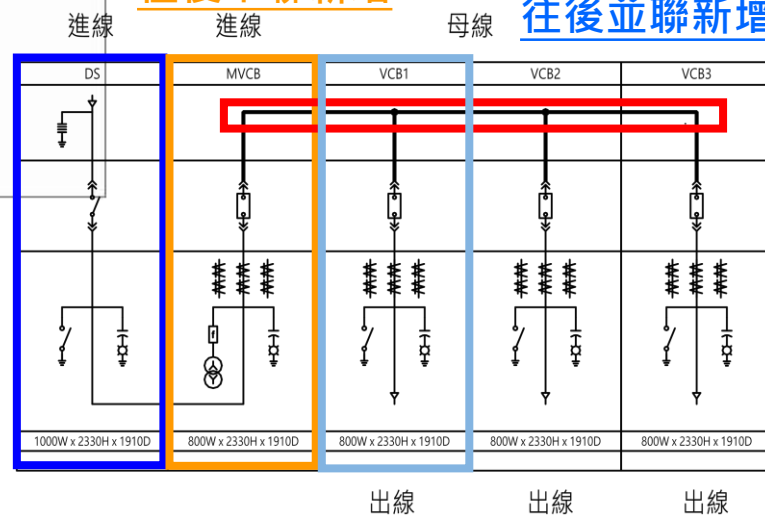 往後並聯新增
進線
進線
母線
DS
MVCB
VCB1
VCB2
VCB3
f
1000W x 2330H x 1910D
800W x 2330H x 1910D
800W x 2330H x 1910D
800W x 2330H x 1910D
800W x 2330H x 1910D
出線
出線
出線